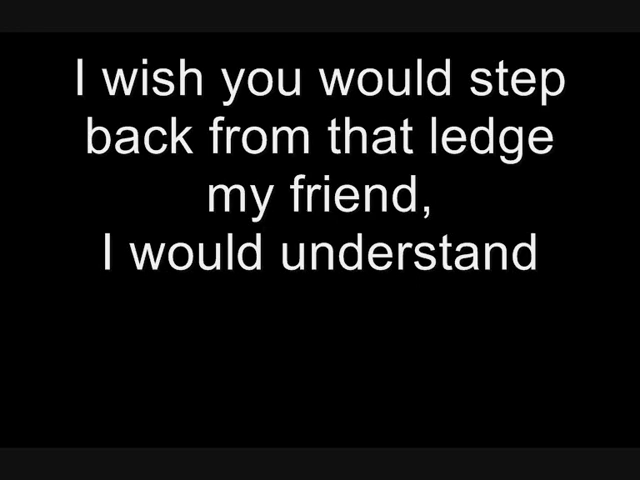 I wish you would step
back from that ledge
my friend,
I would understand